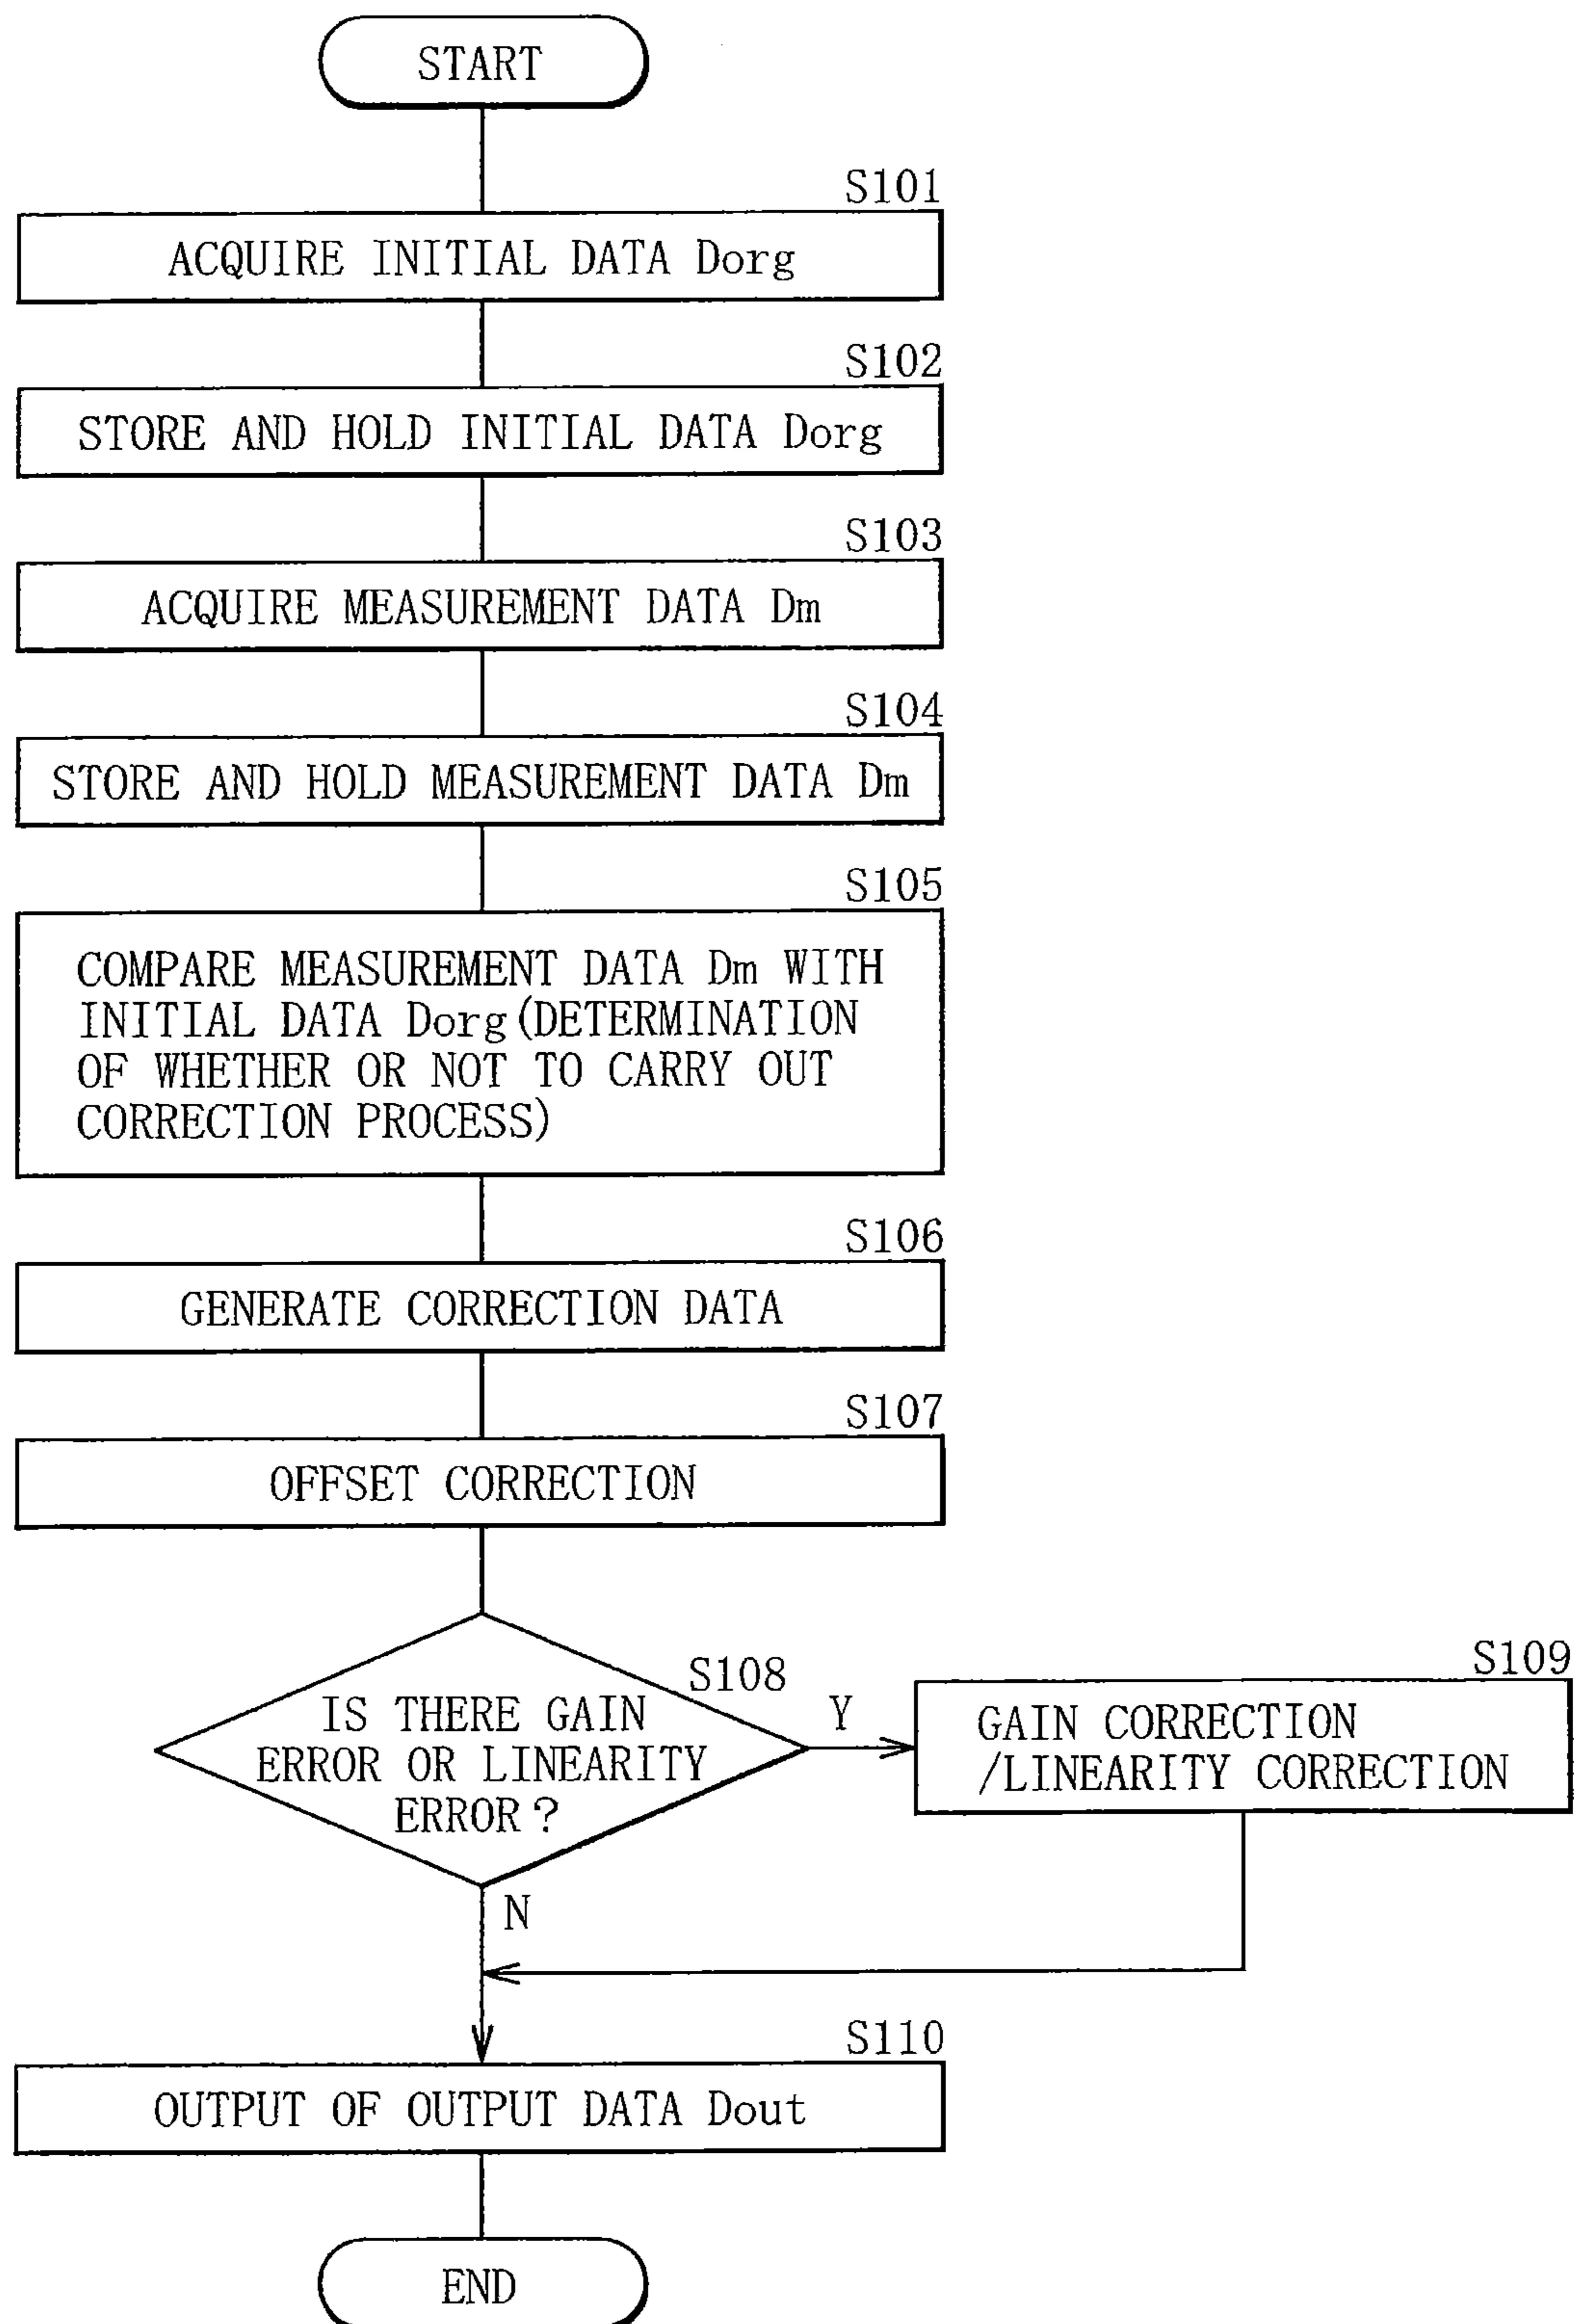 START
S101
ACQUIRE INITIAL DATA Dorg
S102
STORE AND HOLD INITIAL DATA Dorg
S103
ACQUIRE MEASUREMENT DATA Dm
S104
STORE AND HOLD MEASUREMENT DATA Dm
S105
COMPARE MEASUREMENT DATA Dm WITH
INITIAL DATA Dorg(DETERMINATION
OF WHETHER OR NOT TO CARRY OUT
CORRECTION PROCESS)
S106
GENERATE CORRECTION DATA
S107
OFFSET CORRECTION
S108
IS THERE GAIN
ERROR OR LINEARITY
ERROR?
Y
S109
GAIN CORRECTION
/LINEARITY CORRECTION
N
S110
OUTPUT OF OUTPUT DATA Dout
END